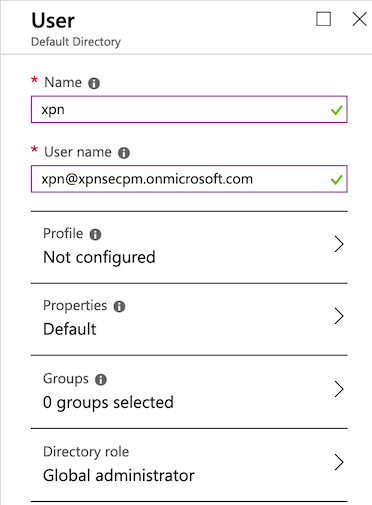 User
Default Directory
* Name
xpn
* User name
xpn@xpnsecpm.onmicrosoft.com
Profile
Not configured
Properties
Default
Groups
0 groups selected
Directory role
Global administrator